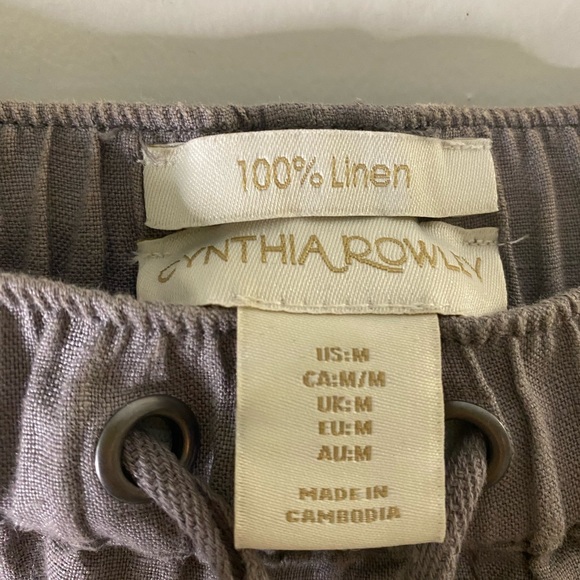 100% Linen
CYNTHIA ROWLEY
US:M
CA:M/M
UK:M
EU:M
AU:M
MADE IN
CAMBODIA